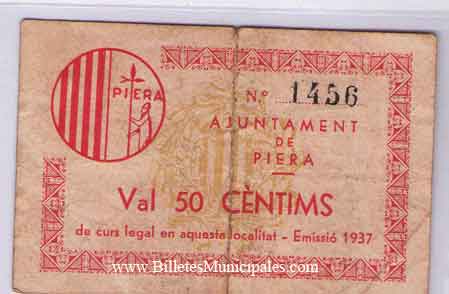 PIERA
Nº 1456
AJUNTAMENT
DE
PIERA
Val 50 CÈNTIMS
de curs legal en aquesta localitat - Emissió 1937
www.BilletesMunicipales.com